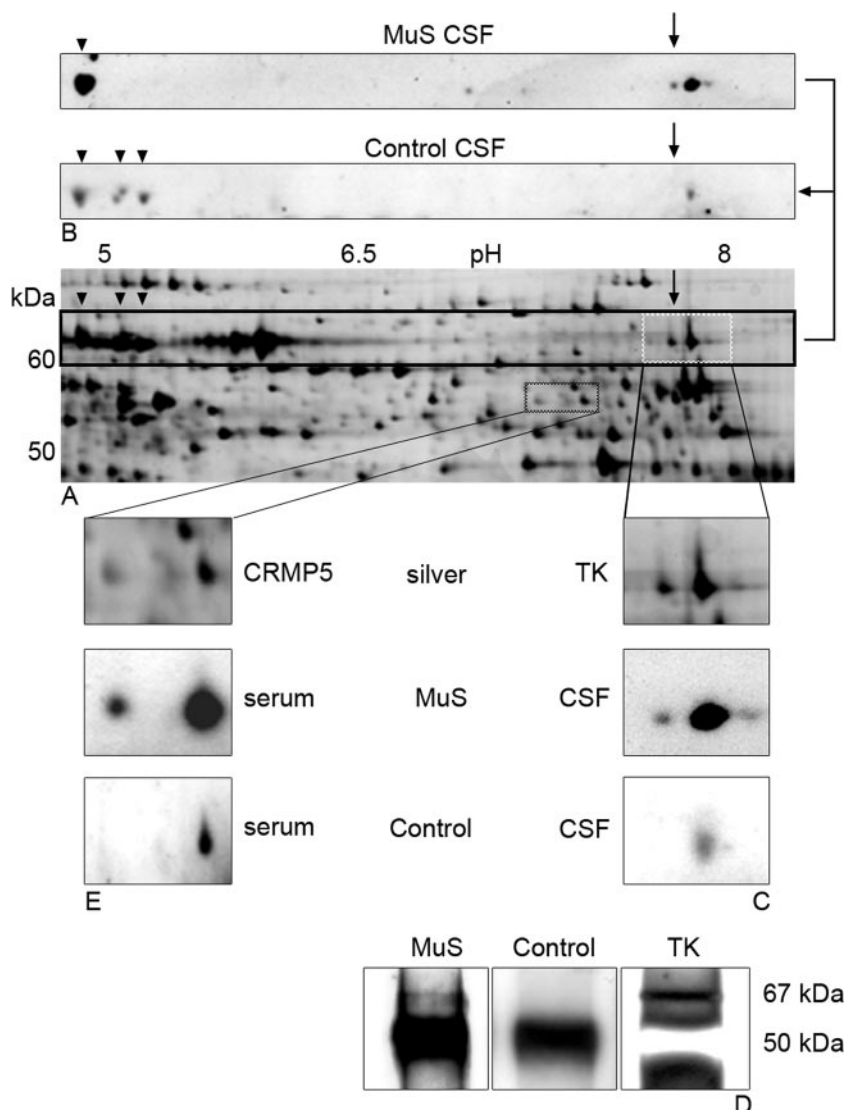 MuS CSF
Control CSF
B
5 6.5 pH 8
kDa
60
50
A
CRMP5 silver TK
serum MuS CSF
serum Control CSF
E C
MuS Control TK
67 kDa
50 kDa
D